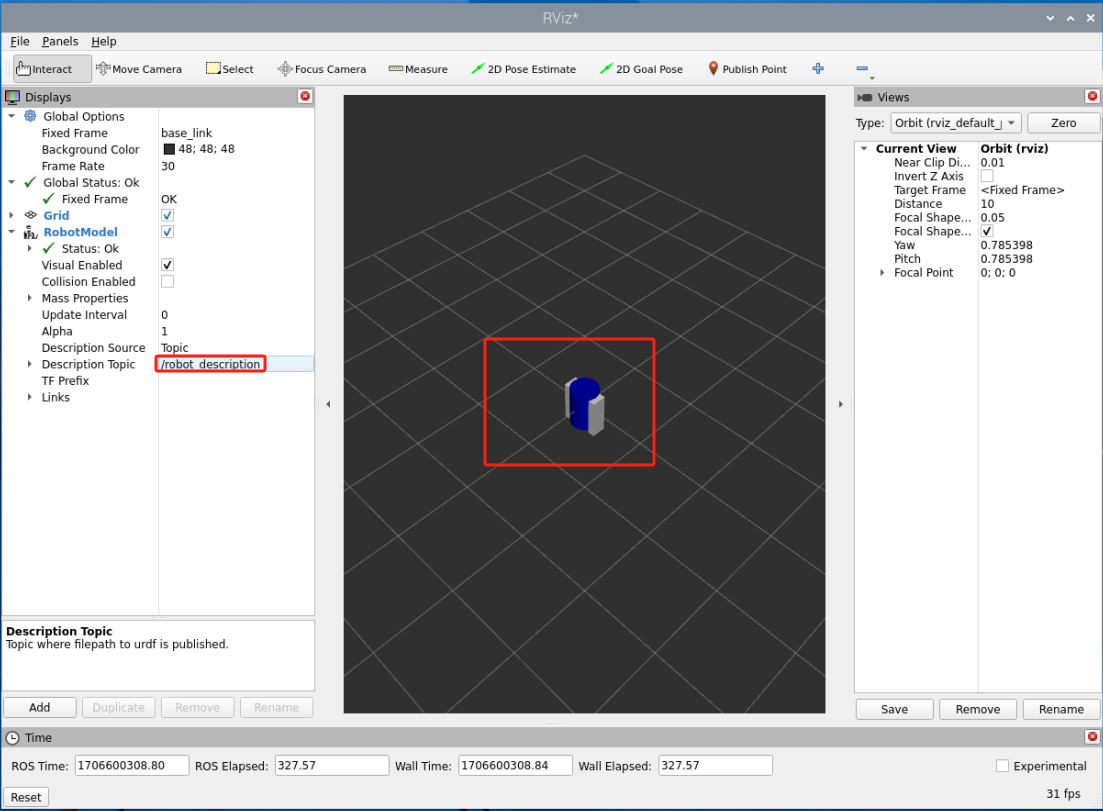 RViz*
File Panels Help
Interact Move Camera Select Focus Camera Measure 2D Pose Estimate 2D Goal Pose Publish Point
Displays
Global Options
Fixed Frame base_link
Background Color 48; 48; 48
Frame Rate 30
Global Status: Ok
Fixed Frame OK
Grid
RobotModel
Status: Ok
Visual Enabled
Collision Enabled
Mass Properties
Update Interval 0
Alpha 1
Description Source Topic
Description Topic /robot_description
TF Prefix
Links
Description Topic
Topic where filepath to urdf is published.
Add Duplicate Remove Rename
Views
Type: Orbit (rviz_default_ Zero
Current View Orbit (rviz)
Near Clip Di... 0.01
Invert Z Axis
Target Frame <Fixed Frame>
Distance 10
Focal Shape... 0.05
Focal Shape...
Yaw 0.785398
Pitch 0.785398
Focal Point 0; 0; 0
Save Remove Rename
Time
ROS Time: 1706600308.80 ROS Elapsed: 327.57 Wall Time: 1706600308.84 Wall Elapsed: 327.57 Experimental
Reset 31 fps